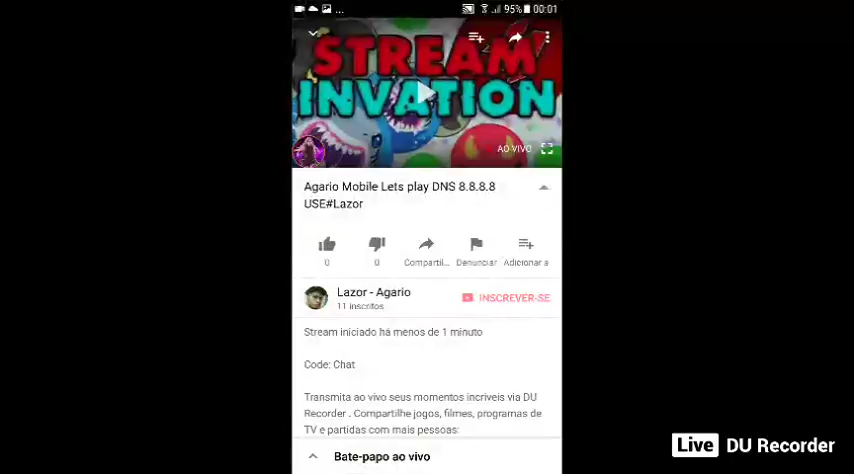 ... 95% 00:01
STREAM
INVATION
AO VIVO
Agario Mobile Lets play DNS 8.8.8.8
USE#Lazor
0 0 Compartil... Denunciar Adicionar a
Lazor - Agario
11 inscritos
INSCREVER-SE
Stream iniciado há menos de 1 minuto
Code: Chat
Transmita ao vivo seus momentos incríveis via DU
Recorder . Compartilhe jogos, filmes, programas de
TV e partidas com mais pessoas:
Bate-papo ao vivo
Live DU Recorder